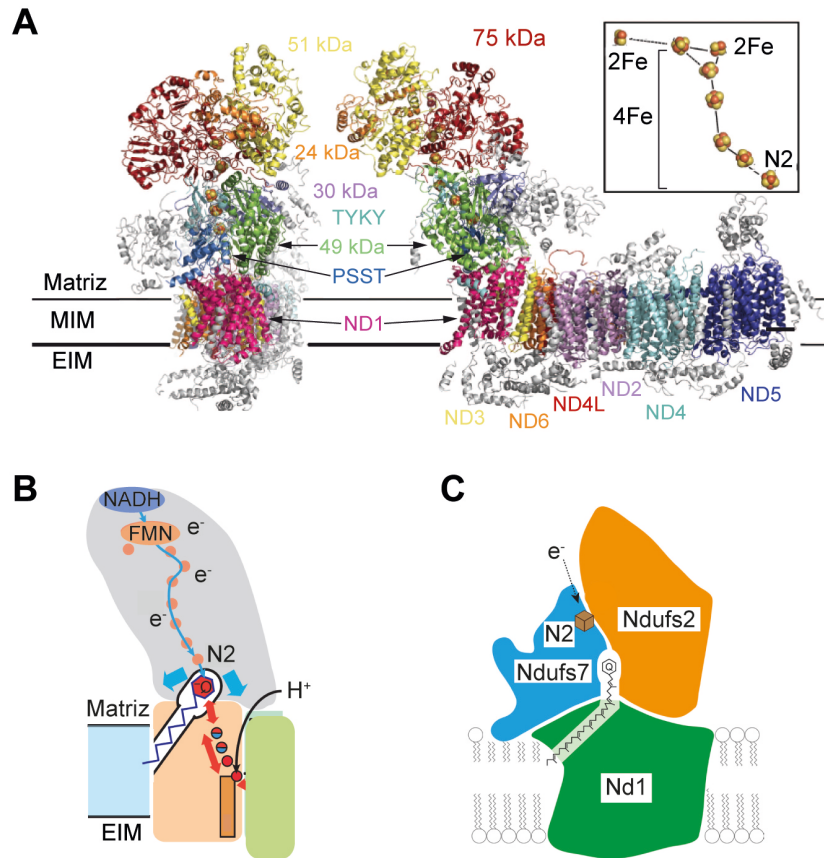 A
51 kDa
75 kDa
2Fe
2Fe
4Fe
N2
24 kDa
30 kDa
TYKY
49 kDa
PSST
Matriz
MIM
ND1
EIM
ND3
ND6
ND4L
ND2
ND4
ND5
B
NADH
FMN
e-
e-
e-
N2
Q
H+
Matriz
EIM
C
e-
N2
Ndufs2
Ndufs7
Q
Nd1